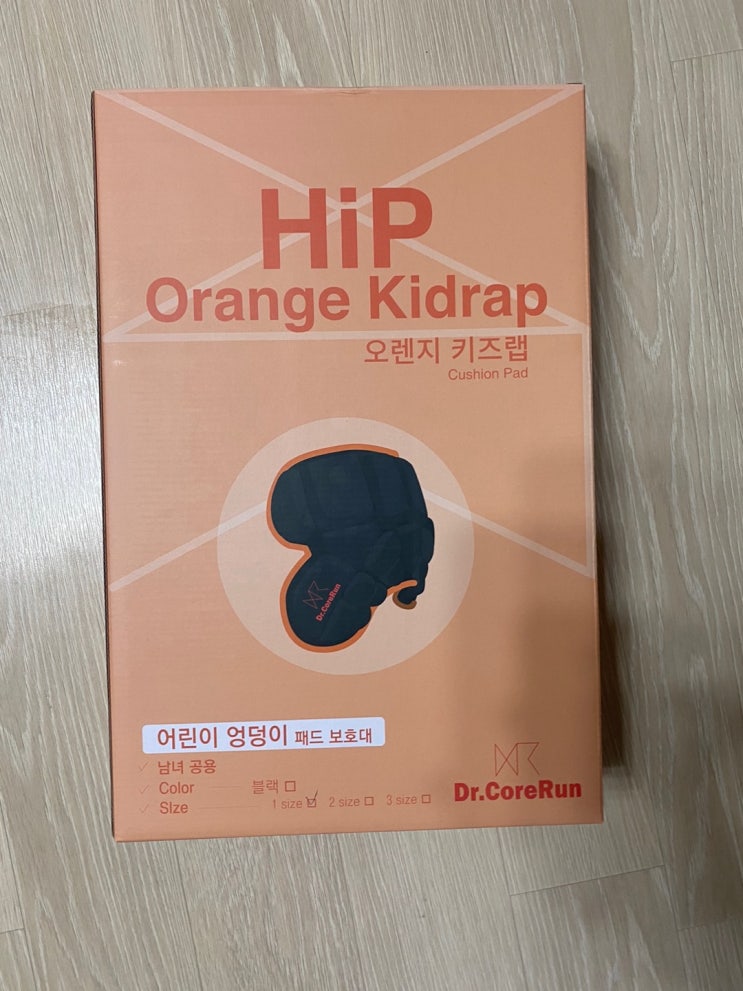 HiP
Orange Kidrap
오렌지 키즈랩
Cushion Pad
Dr.CoreRun
어린이 엉덩이 패드 보호대
남녀 공용
Color 블랙
SIze 1 size 2 size 3 size
Dr.CoreRun